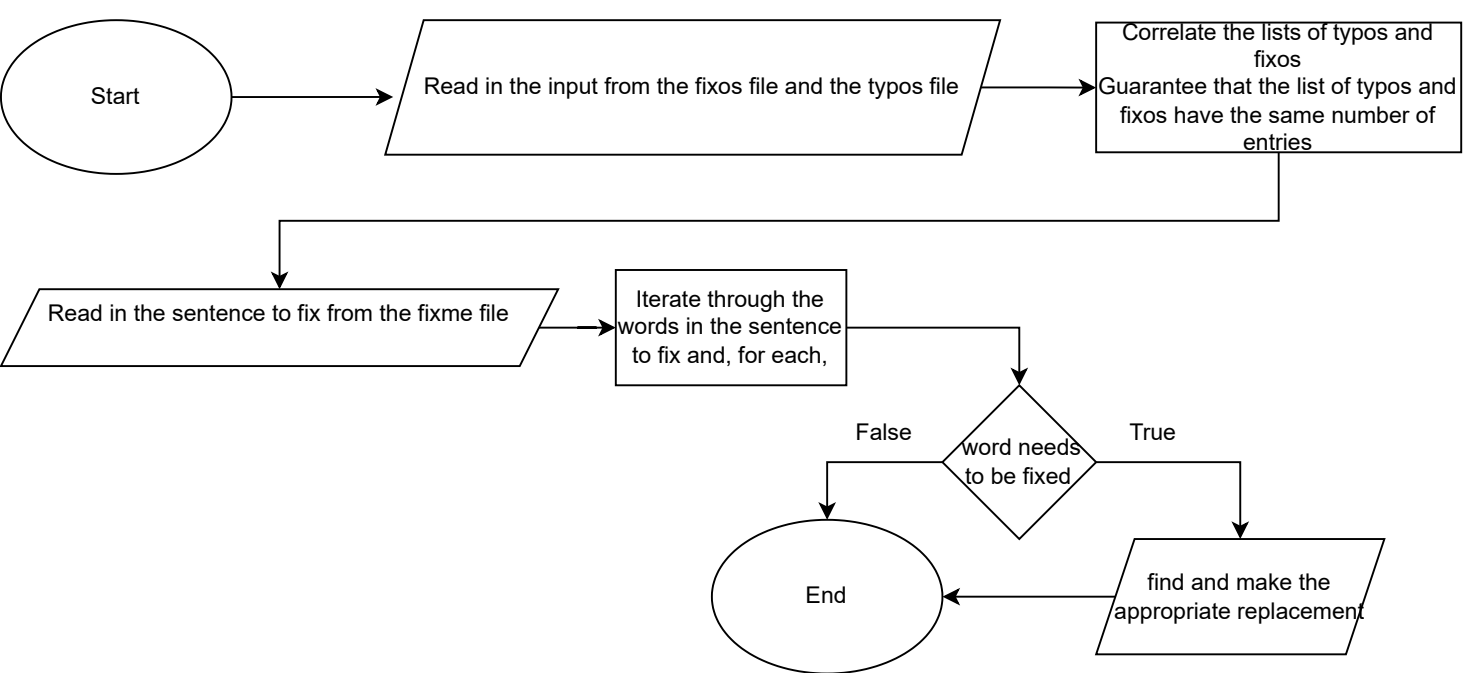 Start
Read in the input from the fixos file and the typos file
Correlate the lists of typos and
fixos
Guarantee that the list of typos and
fixos have the same number of
entries
Read in the sentence to fix from the fixme file
Iterate through the
words in the sentence
to fix and, for each,
False
True
word needs
to be fixed
End
find and make the
appropriate replacement